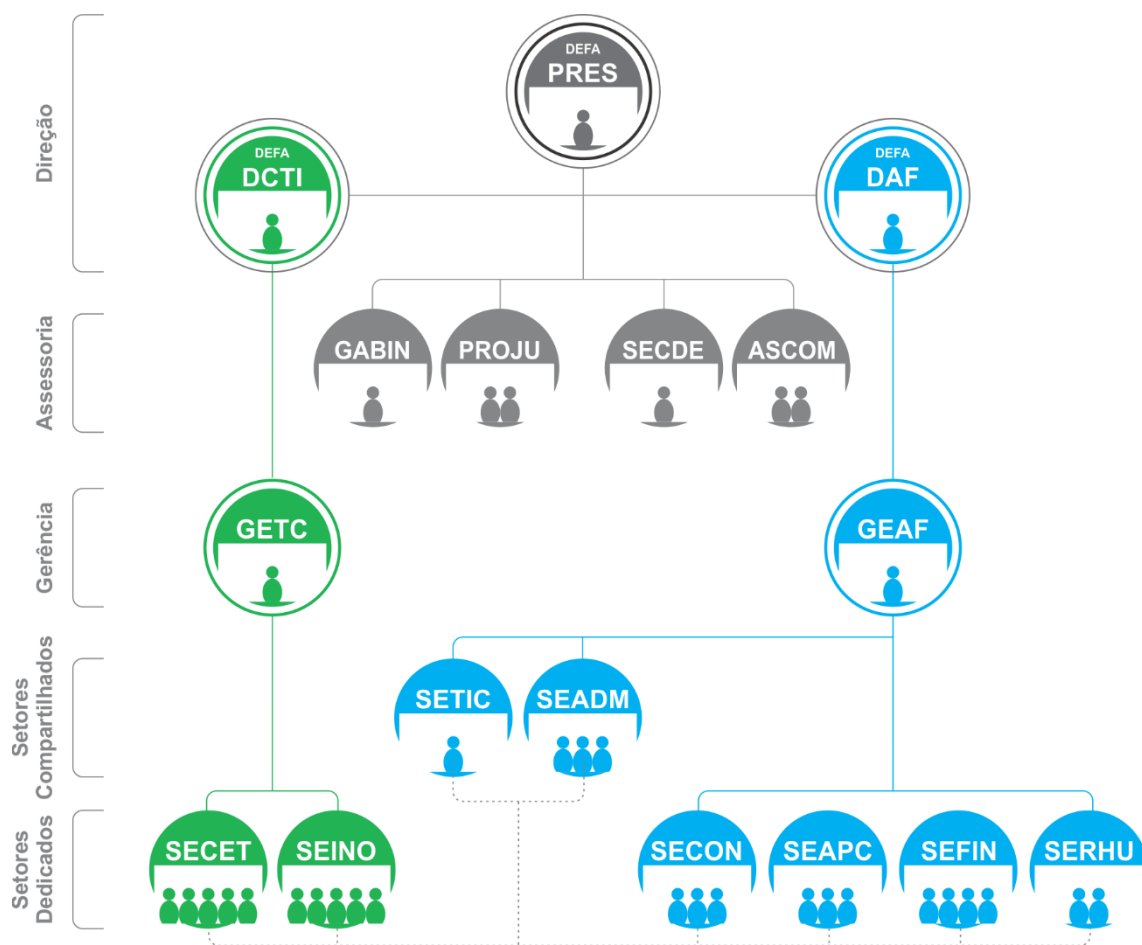 Direção
DEFA
PRES
DEFA
DCTI
DEFA
DAF
Assessoria
GABIN
PROJU
SECDE
ASCOM
Gerência
GETC
GEAF
Setores
Compartilhados
SETIC
SEADM
Setores
Dedicados
SECET
SEINO
SECON
SEAPC
SEFIN
SERHU